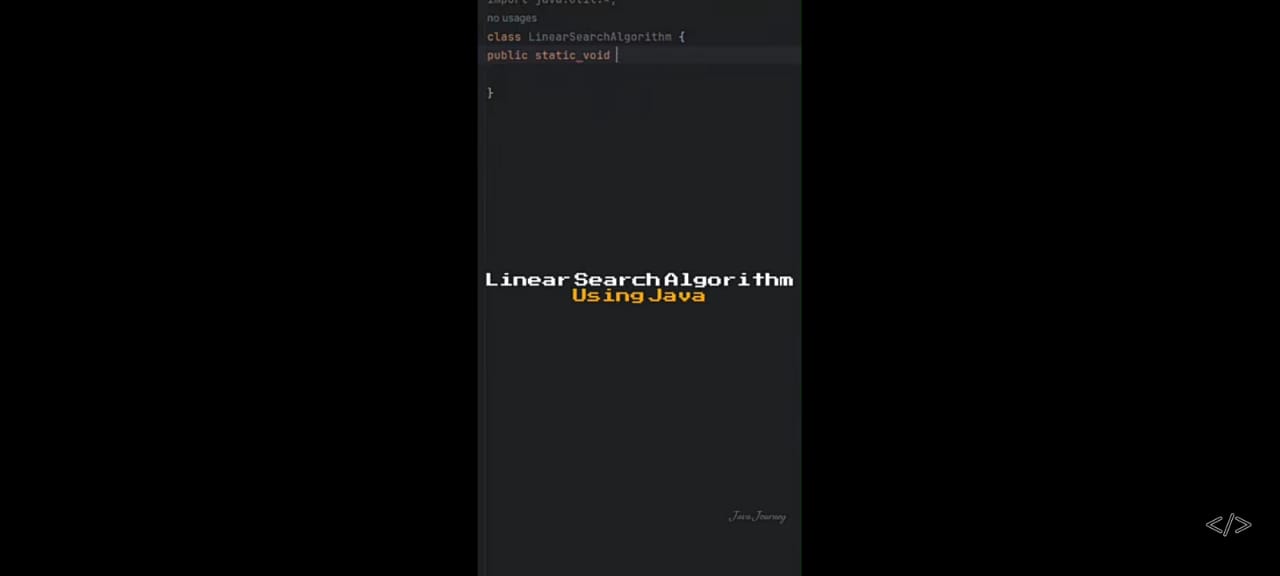 import java.util.*;
no usages
class LinearSearchAlgorithm {
public static_void
}
Linear Search Algorithm
Using Java
Java Journey
</>